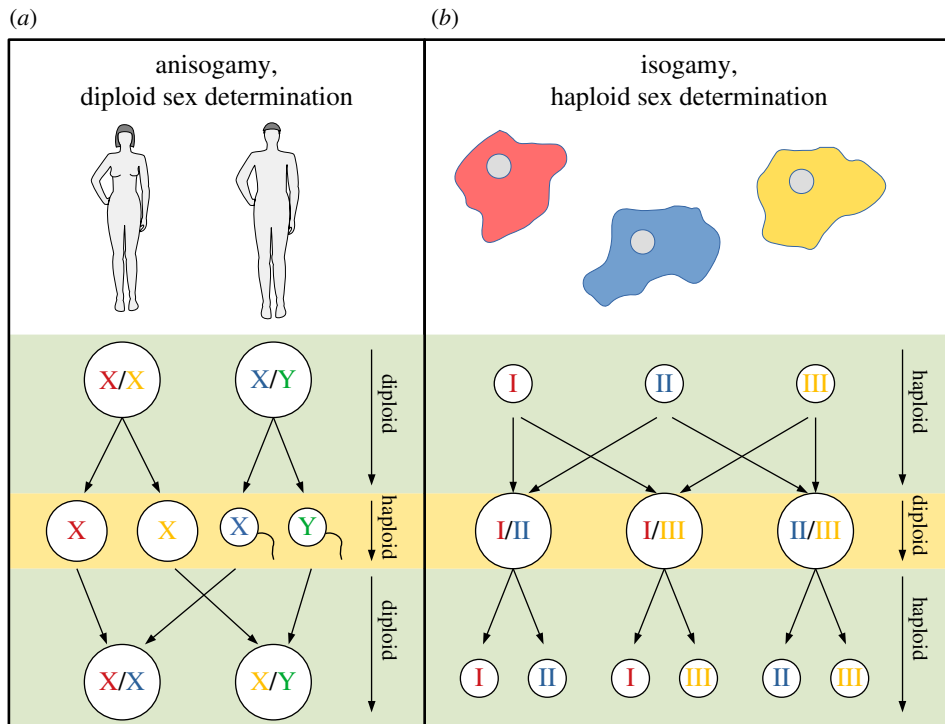 (a)
anisogamy,
diploid sex determination
X/X
X/Y
diploid
X
X
X
Y
haploid
X/X
X/Y
diploid
(b)
isogamy,
haploid sex determination
I
II
III
haploid
I/II
I/III
II/III
diploid
I
II
I
III
II
III
haploid